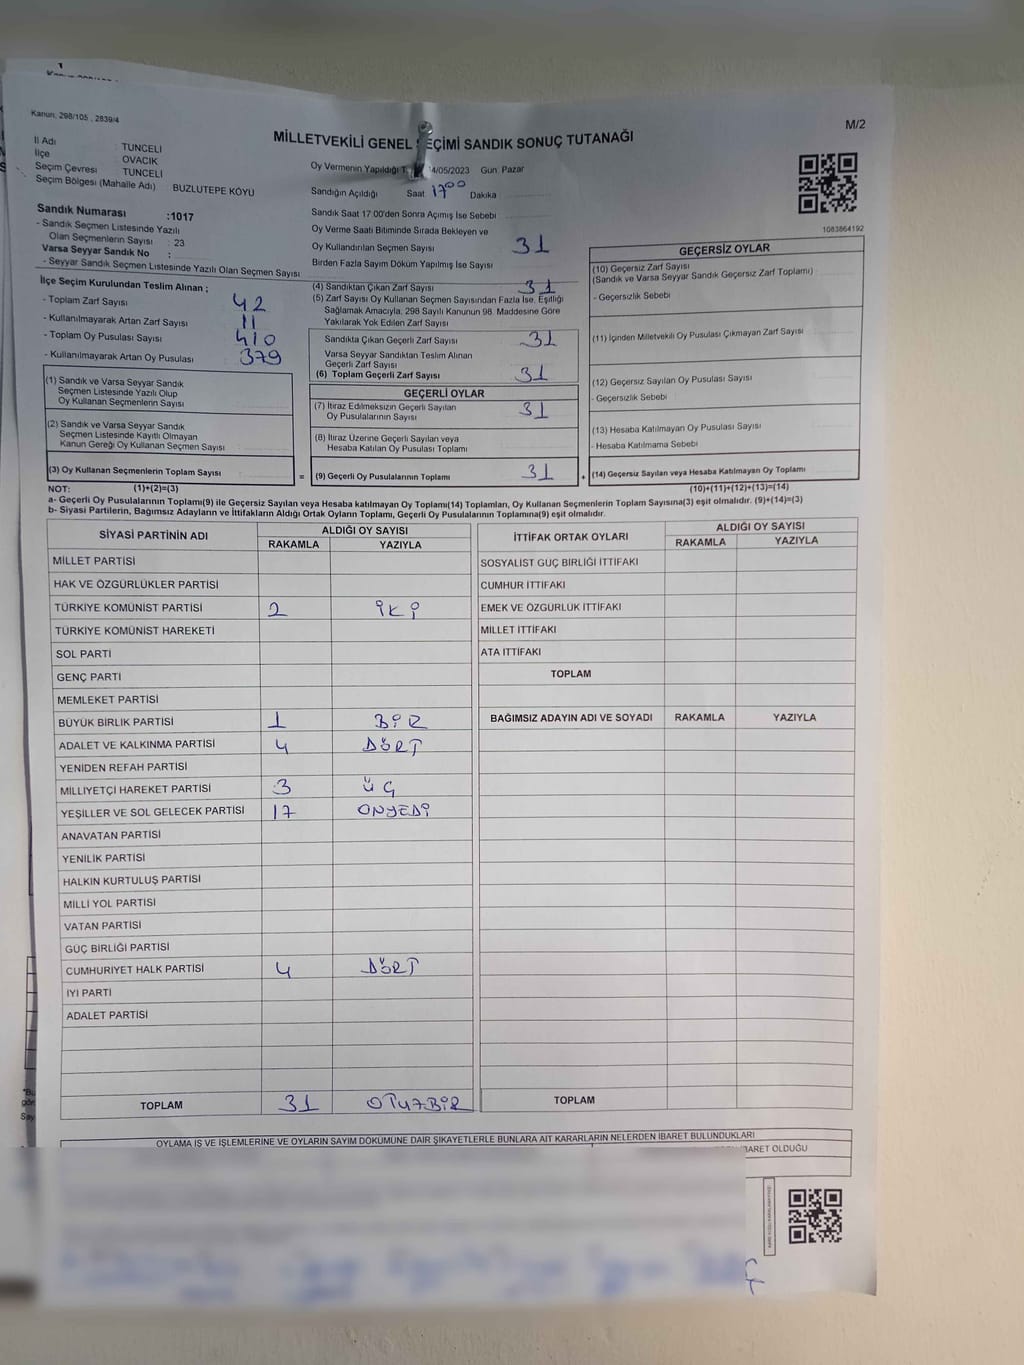 Kanun, 298/105 , 2839/4
M/2
MİLLETVEKİLİ GENEL SEÇİMİ SANDIK SONUÇ TUTANAĞI
İl Adı : TUNCELİ
İlçe OVACIK
Seçim Çevresi TUNCELİ
Seçim Bölgesi (Mahalle Adı) BUZLUTEPE KÖYÜ
Sandık Numarası :1017
- Sandık Seçmen Listesinde Yazılı
Olan Seçmenlerin Sayısı : 23
Varsa Seyyar Sandık No :
- Seyyar Sandık Seçmen Listesinde Yazılı Olan Seçmen Sayısı
Oy Vermenin Yapıldığı 4/05/2023 Gün Pazar
Sandığın Açıldığı Saat 17 00 Dakika
Sandık Saat 17.00'den Sonra Açımış İse Sebebi
Oy Verme Saati Bitiminde Sırada Bekleyen ve
Oy Kullandırılan Seçmen Sayısı 31
Birden Fazla Sayım Döküm Yapılmış İse Sayısı
1083864192
İlçe Seçim Kurulundan Teslim Alınan ;
- Toplam Zarf Sayısı 42
- Kullanılmayarak Artan Zarf Sayısı 11
- Toplam Oy Pusulası Sayısı 410
- Kullanılmayarak Artan Oy Pusulası 379
(1) Sandık ve Varsa Seyyar Sandık
Seçmen Listesinde Yazılı Olup
Oy Kullanan Seçmenlerin Sayısı
(2) Sandık ve Varsa Seyyar Sandık
Seçmen Listesinde Kayıtlı Olmayan
Kanun Gereği Oy Kullanan Seçmen Sayısı
(3) Oy Kullanan Seçmenlerin Toplam Sayısı =
(4) Sandıktan Çıkan Zarf Sayısı 31
(5) Zarf Sayısı Oy Kullanan Seçmen Sayısından Fazla İse, Eşitliği
Sağlamak Amacıyla; 298 Sayılı Kanunun 98. Maddesine Göre
Yakılarak Yok Edilen Zarf Sayısı
Sandıkta Çıkan Geçerli Zarf Sayısı 31
Varsa Seyyar Sandıktan Teslim Alınan
Geçerli Zarf Sayısı
(6) Toplam Geçerli Zarf Sayısı 31
GEÇERLİ OYLAR
(7) İtiraz Edilmeksizin Geçerli Sayılan
Oy Pusulalarının Sayısı 31
(8) İtiraz Üzerine Geçerli Sayılan veya
Hesaba Katılan Oy Pusulası Toplamı
(9) Geçerli Oy Pusulalarının Toplamı 31 +
GEÇERSİZ OYLAR
(10) Geçersiz Zarf Sayısı
(Sandık ve Varsa Seyyar Sandık Geçersiz Zarf Toplamı)
- Geçersizlik Sebebi
(11) İçinden Milletvekili Oy Pusulası Çıkmayan Zarf Sayısı
(12) Geçersiz Sayılan Oy Pusulası Sayısı
- Geçersizlik Sebebi
(13) Hesaba Katılmayan Oy Pusulası Sayısı
- Hesaba Katılmama Sebebi
(14) Geçersiz Sayılan veya Hesaba Katılmayan Oy Toplamı
NOT: (1)+(2)=(3) (10)+(11)+(12)+(13)=(14)
a- Geçerli Oy Pusulalarının Toplamı(9) ile Geçersiz Sayılan veya Hesaba katılmayan Oy Toplamı(14) Toplamları, Oy Kullanan Seçmenlerin Toplam Sayısına(3) eşit olmalıdır. (9)+(14)=(3)
b- Siyasi Partilerin, Bağımsız Adayların ve İttifakların Aldığı Ortak Oyların Toplamı, Geçerli Oy Pusulalarının Toplamına(9) eşit olmalıdır.
SİYASİ PARTİNİN ADI ALDIĞI OY SAYISI
RAKAMLA YAZIYLA
MİLLET PARTİSİ
HAK VE ÖZGÜRLÜKLER PARTİSİ
TÜRKİYE KOMÜNİST PARTİSİ 2 İKİ
TÜRKİYE KOMÜNİST HAREKETİ
SOL PARTİ
GENÇ PARTİ
MEMLEKET PARTİSİ
BÜYÜK BİRLİK PARTİSİ 1 BİR
ADALET VE KALKINMA PARTİSİ 4 DÖRT
YENİDEN REFAH PARTİSİ
MİLLİYETÇİ HAREKET PARTİSİ 3 ÜÇ
YEŞİLLER VE SOL GELECEK PARTİSİ 17 ONYEDİ
ANAVATAN PARTİSİ
YENİLİK PARTİSİ
HALKIN KURTULUŞ PARTİSİ
MİLLİ YOL PARTİSİ
VATAN PARTİSİ
GÜÇ BİRLİĞİ PARTİSİ
CUMHURİYET HALK PARTİSİ 4 DÖRT
İYİ PARTİ
ADALET PARTİSİ
TOPLAM 31 OTUZBİR
İTTİFAK ORTAK OYLARI ALDIĞI OY SAYISI
RAKAMLA YAZIYLA
SOSYALİST GÜÇ BİRLİĞİ İTTİFAKI
CUMHUR İTTİFAKI
EMEK VE ÖZGÜRLÜK İTTİFAKI
MİLLET İTTİFAKI
ATA İTTİFAKI
TOPLAM
BAĞIMSIZ ADAYIN ADI VE SOYADI RAKAMLA YAZIYLA
TOPLAM
OYLAMA İŞ VE İŞLEMLERİNE VE OYLARIN SAYIM DÖKÜMÜNE DAİR ŞİKAYETLERLE BUNLARA AİT KARARLARIN NELERDEN İBARET BULUNDUKLARI
İBARET OLDUĞU